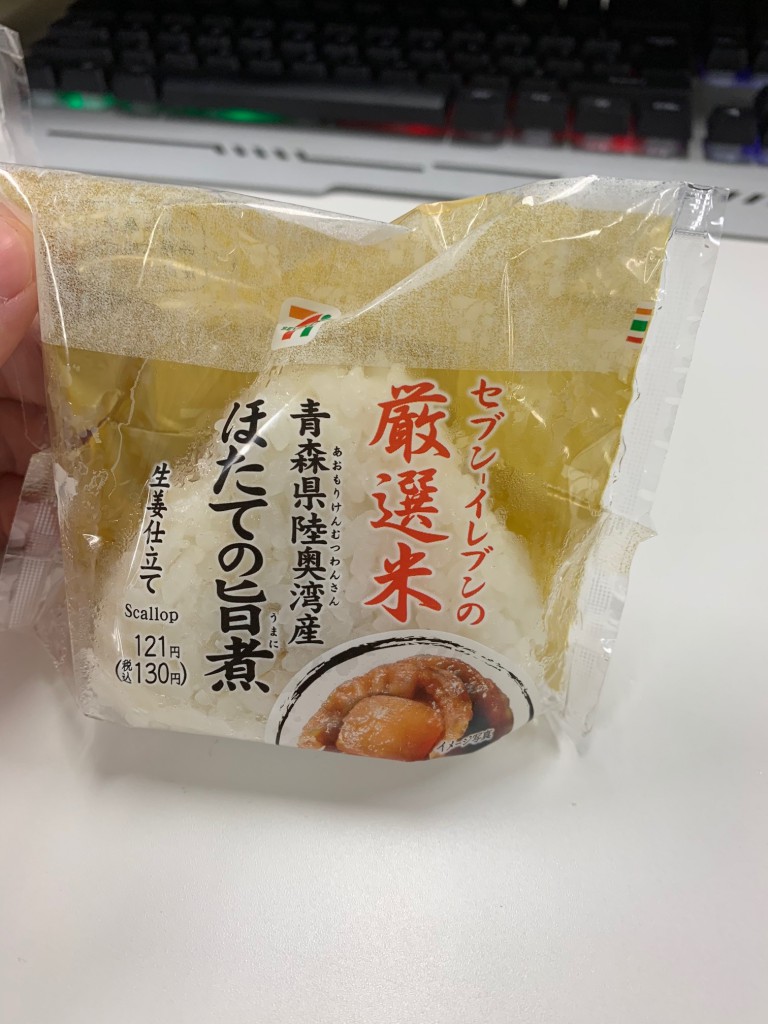 セブン-イレブンの
厳選米
青森県陸奥湾産
あおもりけんむつわんさん
ほたての旨煮
うまに
生姜仕立て
Scallop
121円
(税込130円)
イメージ写真